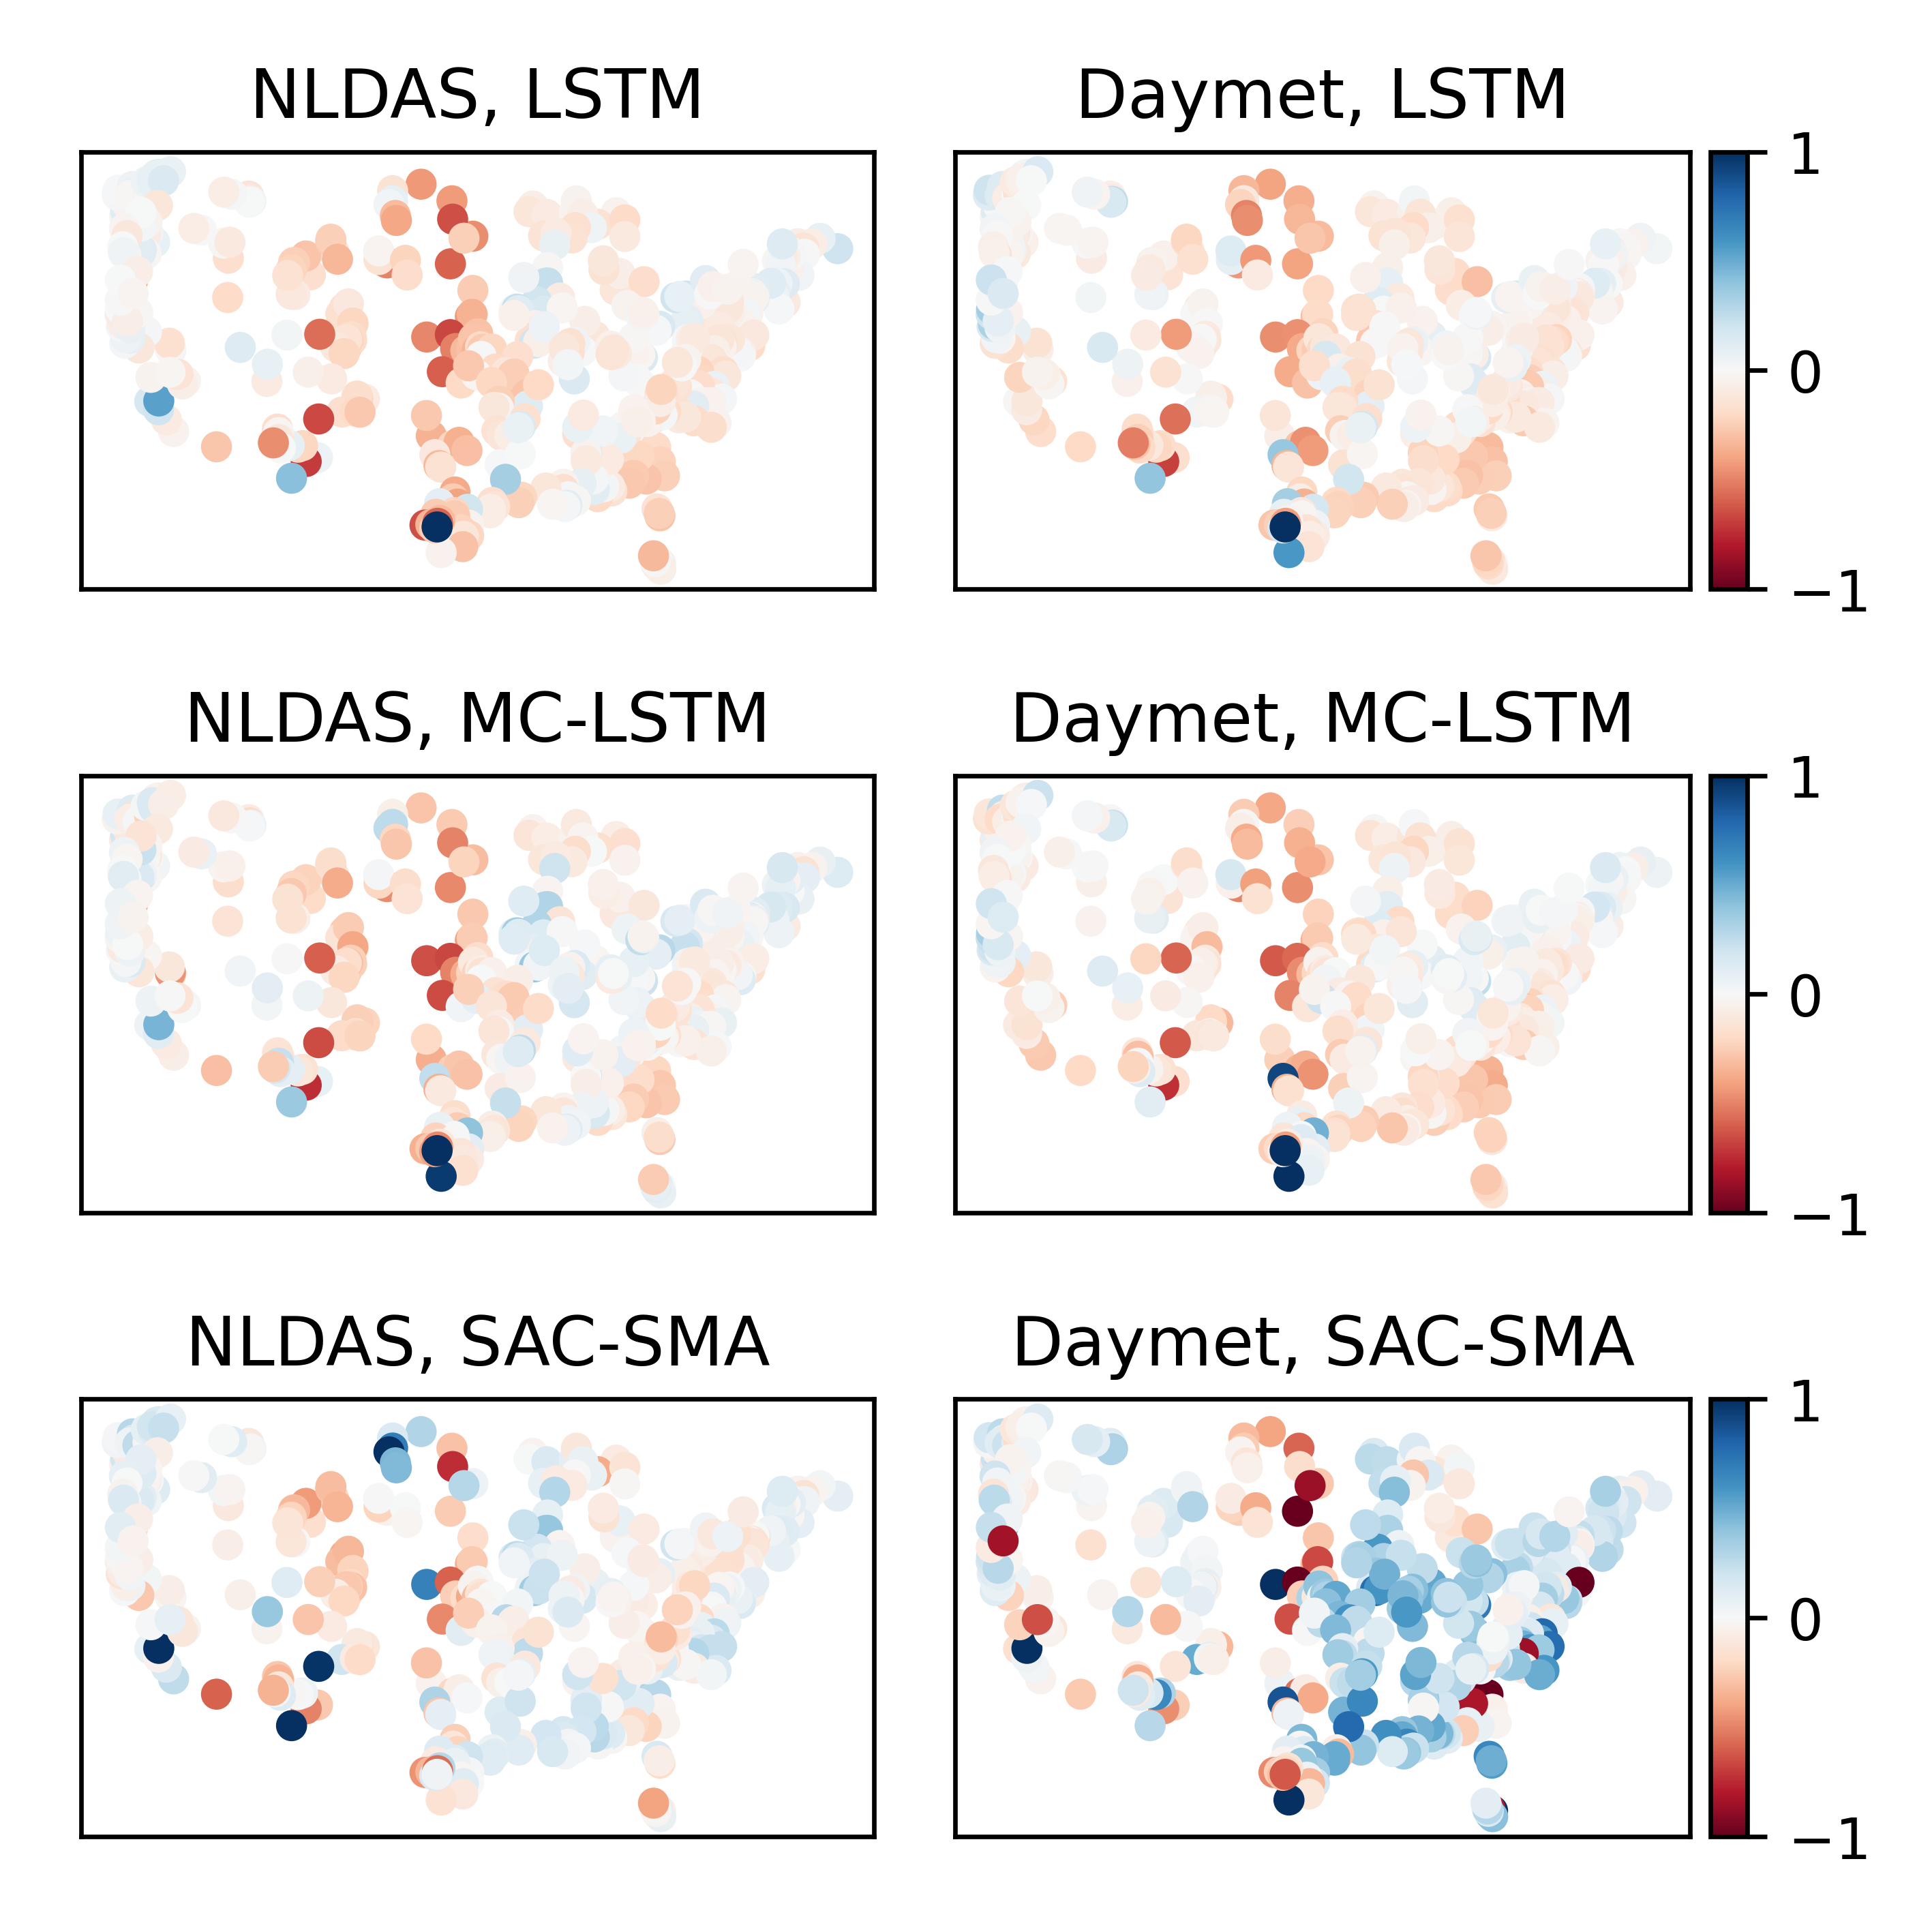 NLDAS, LSTM
Daymet, LSTM
1
0
−1
NLDAS, MC-LSTM
Daymet, MC-LSTM
1
0
−1
NLDAS, SAC-SMA
Daymet, SAC-SMA
1
0
−1